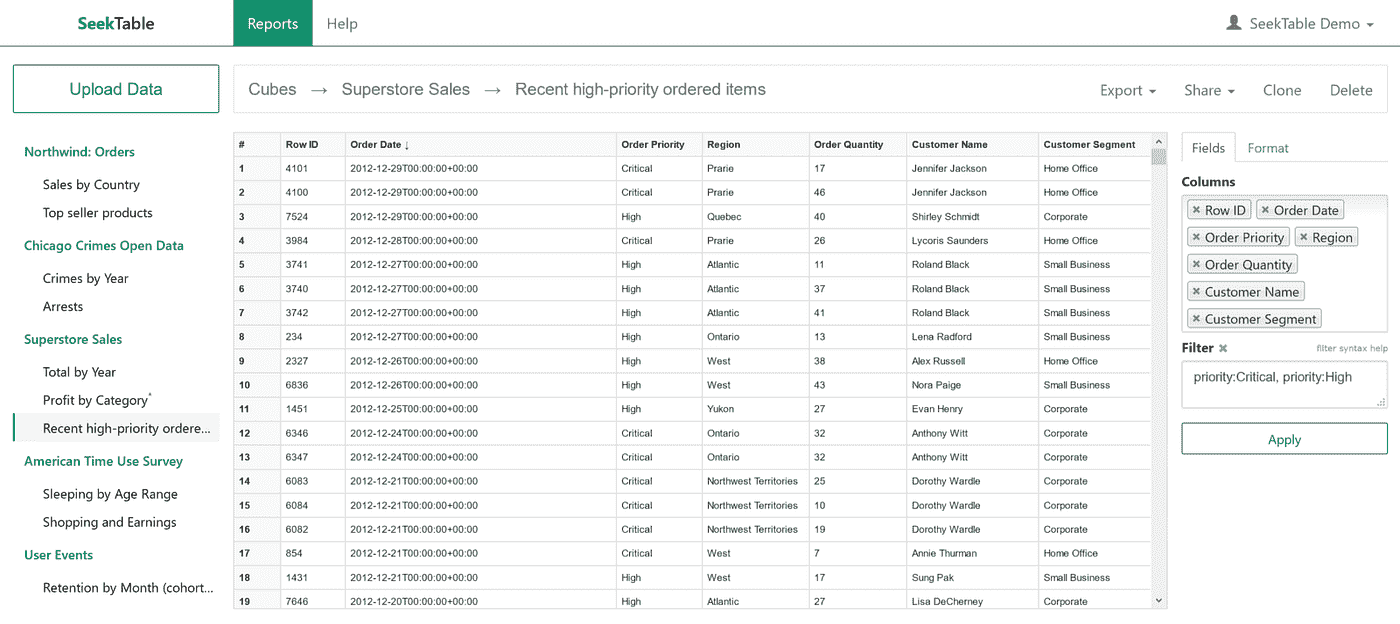 SeekTable Reports Help SeekTable Demo
Upload Data
Northwind: Orders
Sales by Country
Top seller products
Chicago Crimes Open Data
Crimes by Year
Arrests
Superstore Sales
Total by Year
Profit by Category*
Recent high-priority ordere...
American Time Use Survey
Sleeping by Age Range
Shopping and Earnings
User Events
Retention by Month (cohort...
Cubes → Superstore Sales → Recent high-priority ordered items
Export Share Clone Delete
# Row ID Order Date ↓ Order Priority Region Order Quantity Customer Name Customer Segment
1 4101 2012-12-29T00:00:00+00:00 Critical Prarie 17 Jennifer Jackson Home Office
2 4100 2012-12-29T00:00:00+00:00 Critical Prarie 46 Jennifer Jackson Home Office
3 7524 2012-12-29T00:00:00+00:00 High Quebec 40 Shirley Schmidt Corporate
4 3984 2012-12-28T00:00:00+00:00 Critical Prarie 26 Lycoris Saunders Home Office
5 3741 2012-12-27T00:00:00+00:00 High Atlantic 11 Roland Black Small Business
6 3740 2012-12-27T00:00:00+00:00 High Atlantic 37 Roland Black Small Business
7 3742 2012-12-27T00:00:00+00:00 High Atlantic 41 Roland Black Small Business
8 234 2012-12-27T00:00:00+00:00 High Ontario 13 Lena Radford Small Business
9 2327 2012-12-26T00:00:00+00:00 High West 38 Alex Russell Home Office
10 6836 2012-12-26T00:00:00+00:00 High West 43 Nora Paige Small Business
11 1451 2012-12-25T00:00:00+00:00 High Yukon 27 Evan Henry Corporate
12 6346 2012-12-24T00:00:00+00:00 Critical Ontario 32 Anthony Witt Corporate
13 6347 2012-12-24T00:00:00+00:00 Critical Ontario 32 Anthony Witt Corporate
14 6083 2012-12-21T00:00:00+00:00 Critical Northwest Territories 25 Dorothy Wardle Corporate
15 6084 2012-12-21T00:00:00+00:00 Critical Northwest Territories 10 Dorothy Wardle Corporate
16 6082 2012-12-21T00:00:00+00:00 Critical Northwest Territories 19 Dorothy Wardle Corporate
17 854 2012-12-21T00:00:00+00:00 Critical West 7 Annie Thurman Home Office
18 1431 2012-12-21T00:00:00+00:00 High West 17 Sung Pak Small Business
19 7646 2012-12-20T00:00:00+00:00 High Atlantic 27 Lisa DeCherney Corporate
Fields Format
Columns
× Row ID × Order Date
× Order Priority × Region
× Order Quantity
× Customer Name
× Customer Segment
Filter × filter syntax help
priority:Critical, priority:High
Apply